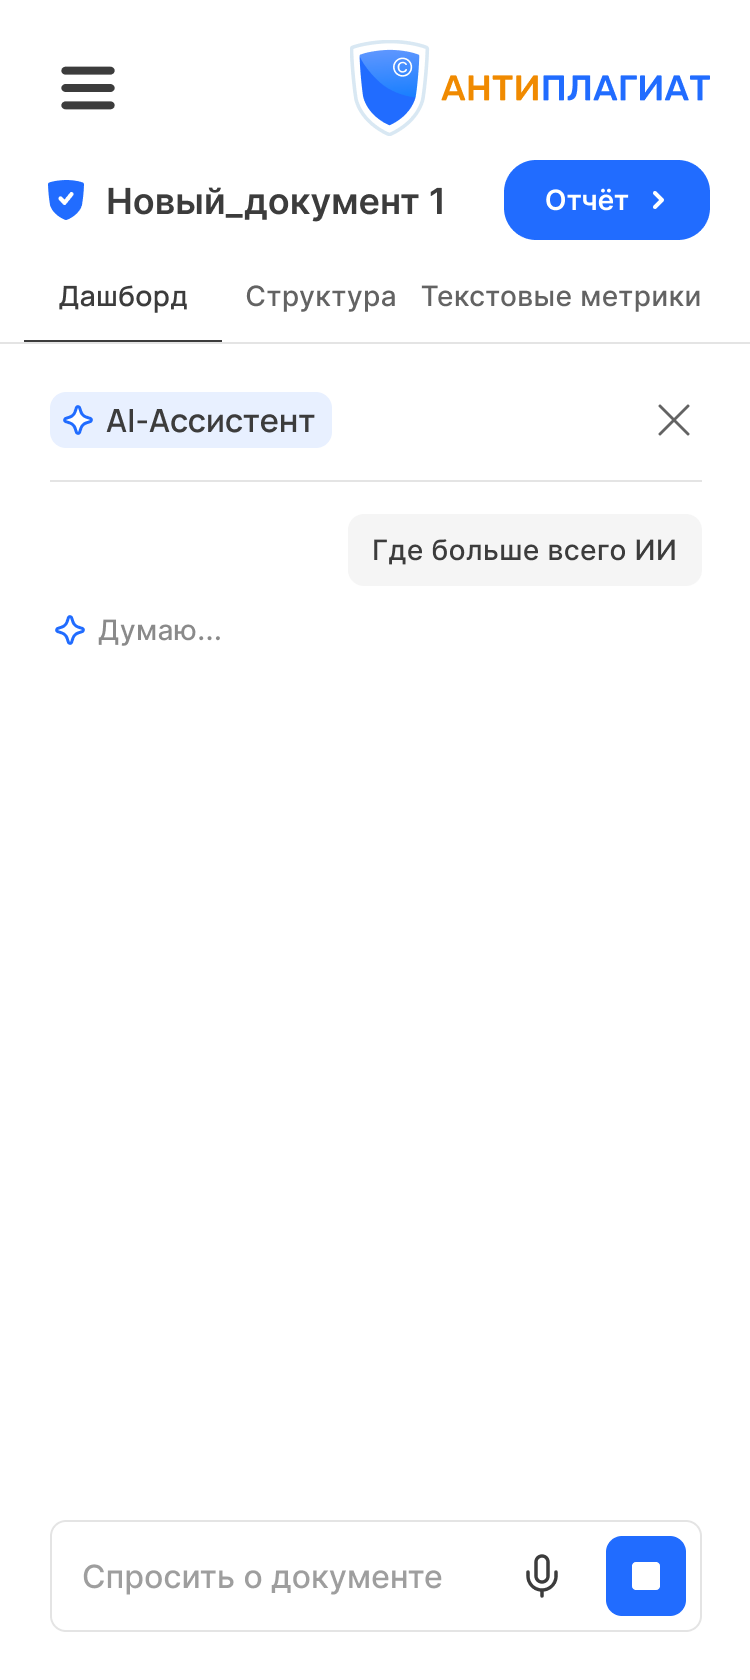 ©
АНТИПЛАГИАТ
Новый_документ 1
Отчёт
Дашборд Структура Текстовые метрики
AI-Ассистент
Где больше всего ИИ
Думаю...
Спросить о документе